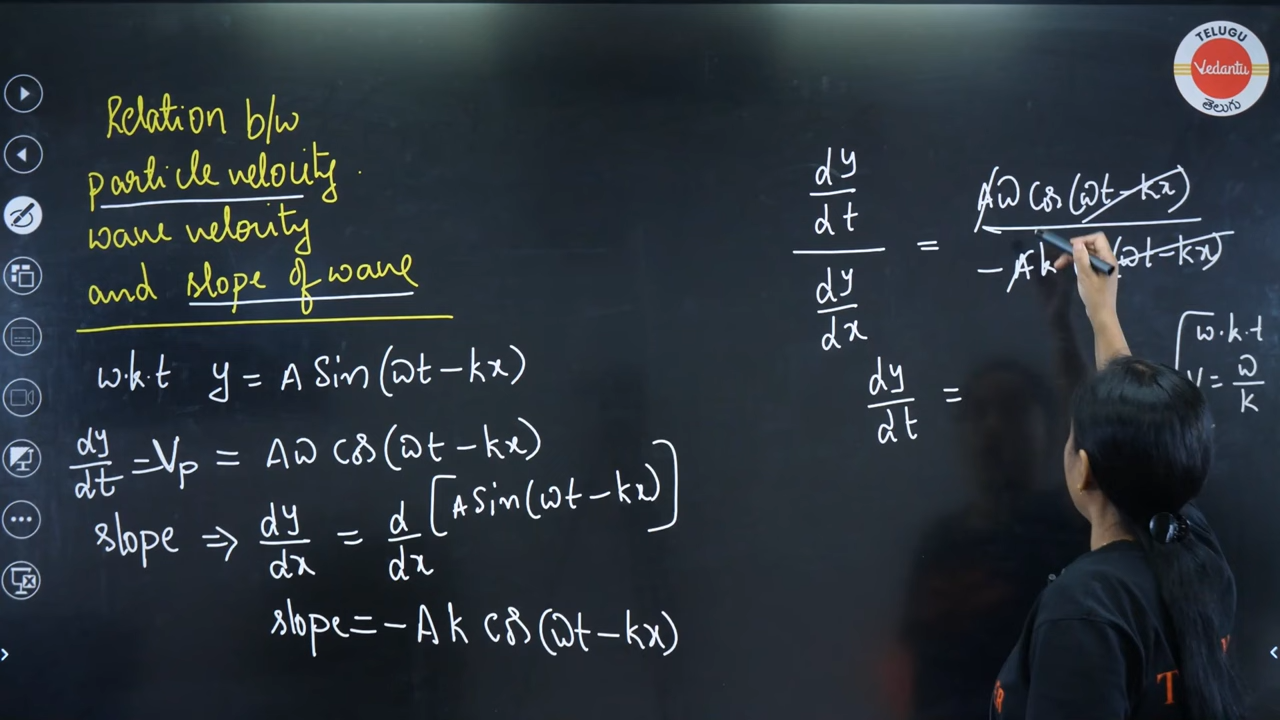 Relation b/w
particle velocity.
wave velocity
and slope of wave
w.k.t y = A Sin(ωt - kx)
dy/dt = Vp = Aω cos(ωt - kx)
slope ⇒ dy/dx = d/dx [A Sin(ωt - kx)]
slope = -A k cos(ωt - kx)
dy/dt / dy/dx = Aω cos(ωt - kx) / -A k (ωt - kx)
dy/dt =
w.k.t
V = ω/k
TELUGU
Vedantu
తెలుగు
T